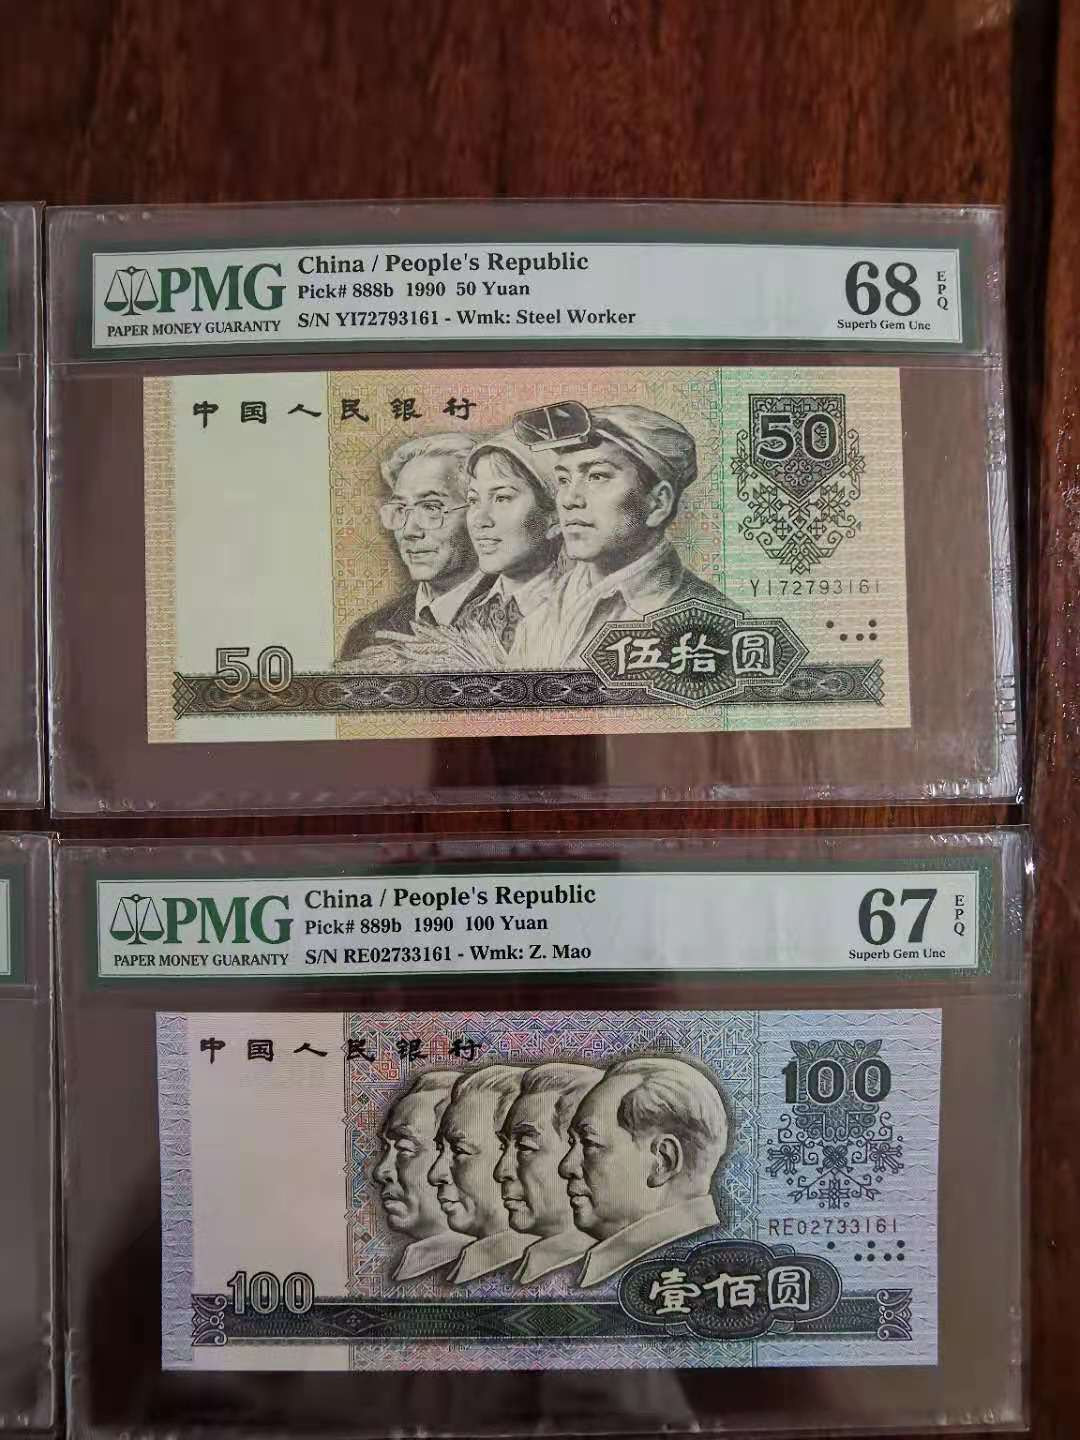 PMG
PAPER MONEY GUARANTY
China / People's Republic
Pick# 888b 1990 50 Yuan
S/N YI72793161 - Wmk: Steel Worker
68
EPQ
Superb Gem Unc
中国人民银行
50
YI72793161
50
伍拾圆
PMG
PAPER MONEY GUARANTY
China / People's Republic
Pick# 889b 1990 100 Yuan
S/N RE02733161 - Wmk: Z. Mao
67
EPQ
Superb Gem Unc
中国人民银行
100
RE02733161
100
壹佰圆